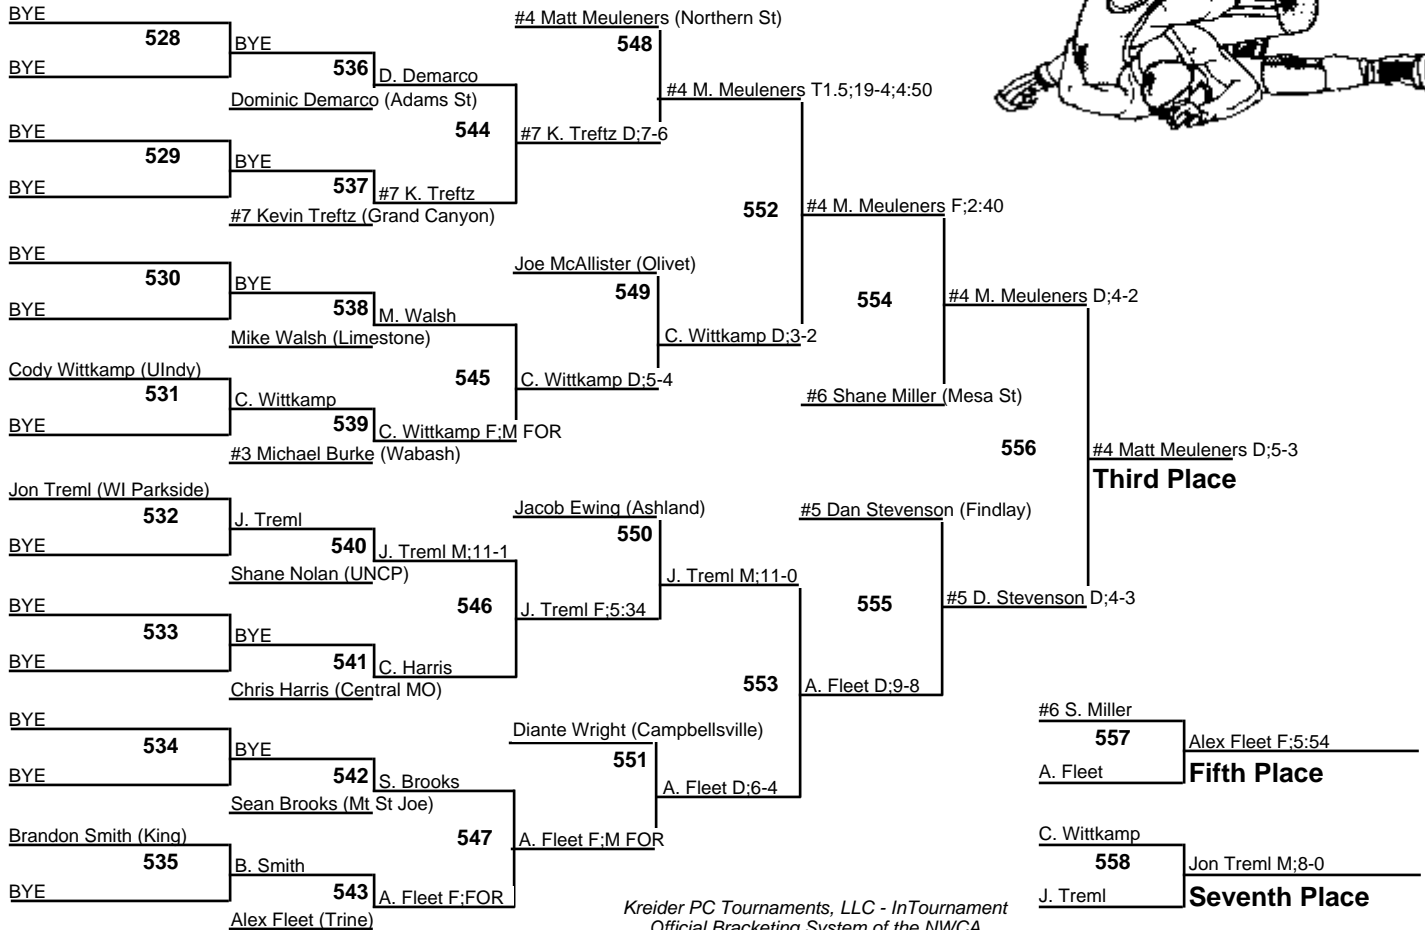 BYE
528
BYE
BYE
536
D. Demarco
Dominic Demarco (Adams St)
544
BYE
529
BYE
BYE
537
#7 K. Treftz
#7 Kevin Treftz (Grand Canyon)
#4 Matt Meuleners (Northern St)
548
#7 K. Treftz D;7-6
#4 M. Meuleners T1.5;19-4;4:50
552
BYE
530
BYE
BYE
538
M. Walsh
Mike Walsh (Limestone)
545
Cody Wittkamp (UIndy)
531
BYE
C. Wittkamp
539
C. Wittkamp F;M FOR
#3 Michael Burke (Wabash)
Joe McAllister (Olivet)
549
C. Wittkamp D;5-4
C. Wittkamp D;3-2
#4 M. Meuleners F;2:40
554
#6 Shane Miller (Mesa St)
#4 M. Meuleners D;4-2
556
#4 Matt Meuleners D;5-3
Third Place
Jon Treml (WI Parkside)
532
BYE
J. Treml
540
J. Treml M;11-1
Shane Nolan (UNCP)
546
BYE
533
BYE
BYE
541
C. Harris
Chris Harris (Central MO)
Jacob Ewing (Ashland)
550
J. Treml F;5:34
J. Treml M;11-0
553
BYE
534
BYE
BYE
542
S. Brooks
Sean Brooks (Mt St Joe)
547
Brandon Smith (King)
535
BYE
B. Smith
543
A. Fleet F;FOR
Alex Fleet (Trine)
Diante Wright (Campbellsville)
551
A. Fleet F;M FOR
A. Fleet D;6-4
#5 Dan Stevenson (Findlay)
555
A. Fleet D;9-8
#5 D. Stevenson D;4-3
#6 S. Miller
557
A. Fleet
Alex Fleet F;5:54
Fifth Place
C. Wittkamp
558
J. Treml
Jon Treml M;8-0
Seventh Place
Kreider PC Tournaments, LLC - InTournament
Official Bracketing System of the NWCA